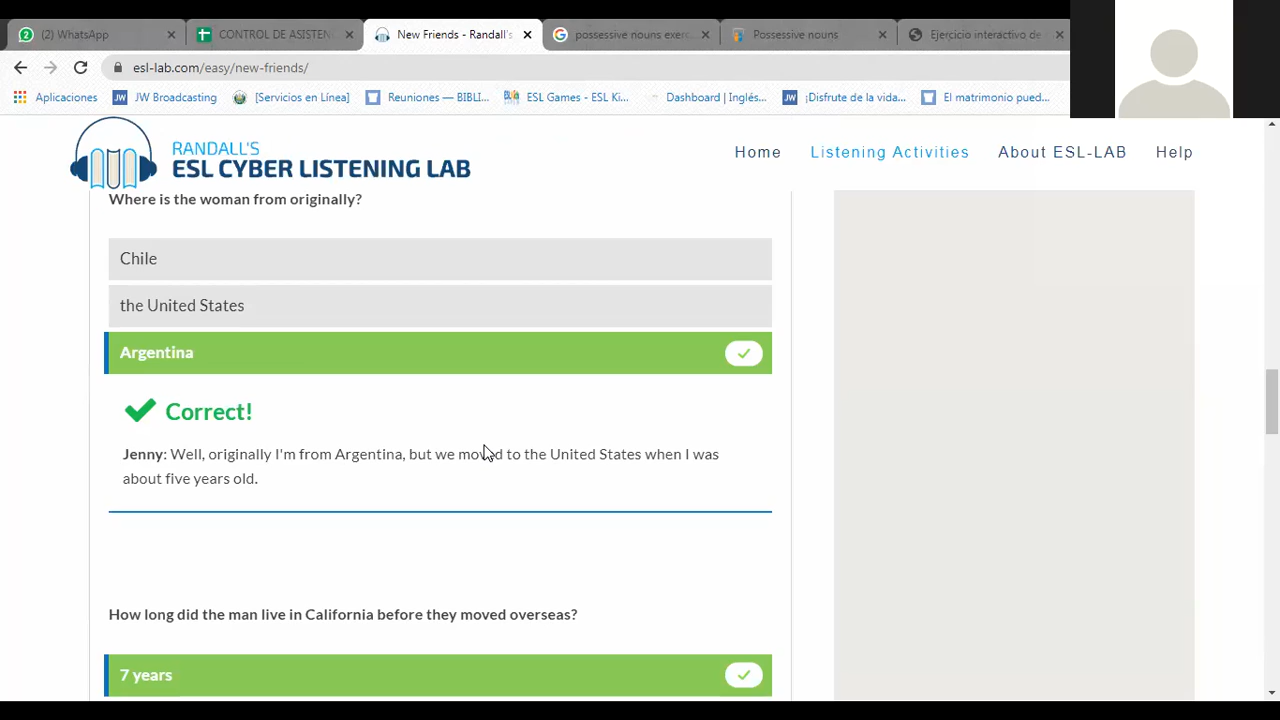 2
(2) WhatsApp
CONTROL DE ASISTEN
New Friends - Randall's
possessive nouns exerc
Possessive nouns
Ejercicio interactivo de
esl-lab.com/easy/new-friends/
Aplicaciones
JW Broadcasting
[Servicios en Línea]
Reuniones — BIBLI...
ESL Games - ESL Ki...
Dashboard | Inglés...
¡Disfrute de la vida...
El matrimonio pued...
RANDALL'S
ESL CYBER LISTENING LAB
Home
Listening Activities
About ESL-LAB
Help
Where is the woman from originally?
Chile
the United States
Argentina
Correct!
Jenny: Well, originally I'm from Argentina, but we moved to the United States when I was
about five years old.
How long did the man live in California before they moved overseas?
7 years